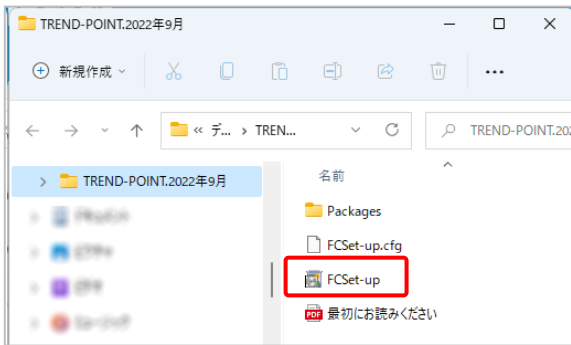 TREND-POINT.2022年9月
新規作成
« デ... › TREN...
TREND-POINT.202
TREND-POINT.2022年9月
名前
Packages
FCSet-up.cfg
FCSet-up
PDF 最初にお読みください